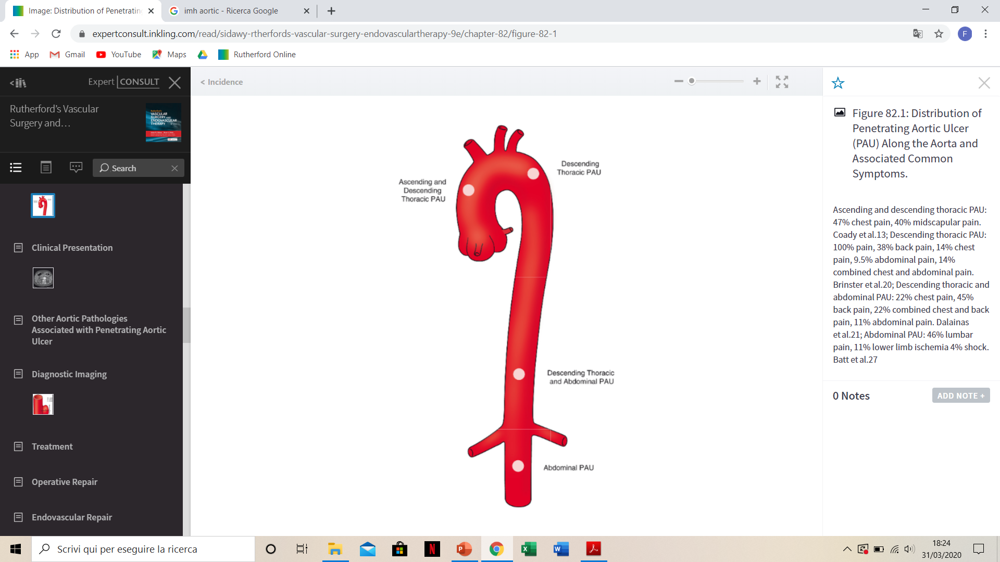 Image: Distribution of Penetratin
imh aortic - Ricerca Google
expertconsult.inkling.com/read/sidawy-rtherfords-vascular-surgery-endovasculartherapy-9e/chapter-82/figure-82-1
F
App
Gmail
YouTube
Maps
Rutherford Online
Expert CONSULT
Rutherford's Vascular
Surgery and...
Rutherford's
VASCULAR
SURGERY AND
ENDOVASCULAR
THERAPY
Search
Clinical Presentation
Other Aortic Pathologies
Associated with Penetrating Aortic
Ulcer
Diagnostic Imaging
Treatment
Operative Repair
Endovascular Repair
< Incidence
Descending
Thoracic PAU
Ascending and
Descending
Thoracic PAU
Descending Thoracic
and Abdominal PAU
Abdominal PAU
Figure 82.1: Distribution of
Penetrating Aortic Ulcer
(PAU) Along the Aorta and
Associated Common
Symptoms.
Ascending and descending thoracic PAU:
47% chest pain, 40% midscapular pain.
Coady et al.13; Descending thoracic PAU:
100% pain, 38% back pain, 14% chest
pain, 9.5% abdominal pain, 14%
combined chest and abdominal pain.
Brinster et al.20; Descending thoracic and
abdominal PAU: 22% chest pain, 45%
back pain, 22% combined chest and back
pain, 11% abdominal pain. Dalainas
et al.21; Abdominal PAU: 46% lumbar
pain, 11% lower limb ischemia 4% shock.
Batt et al.27
0 Notes
ADD NOTE +
Scrivi qui per eseguire la ricerca
18:24
31/03/2020